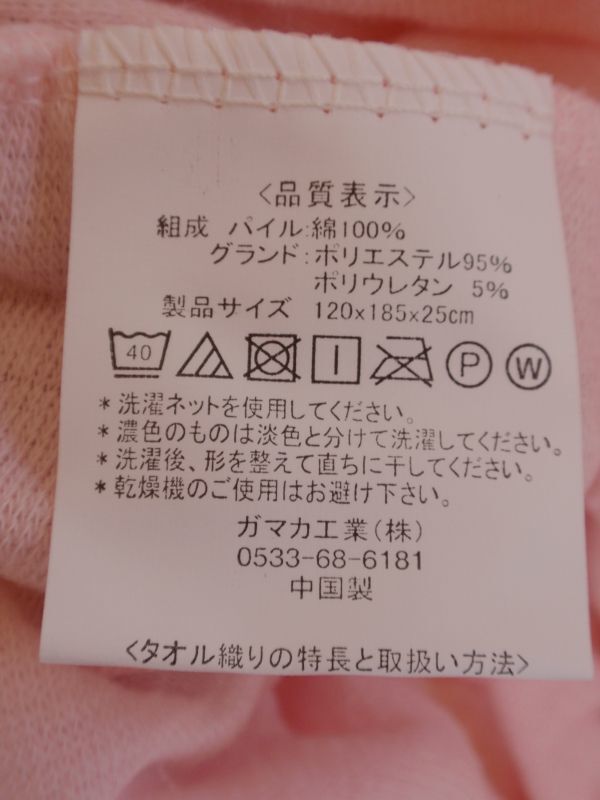 〈品質表示〉
組成 パイル:綿100%
グランド:ポリエステル95%
ポリウレタン 5%
製品サイズ 120×185×25cm
40 P W
*洗濯ネットを使用してください。
*濃色のものは淡色と分けて洗濯してください。
*洗濯後、形を整えて直ちに干してください。
*乾燥機のご使用はお避け下さい。
ガマカ工業(株)
0533-68-6181
中国製
〈タオル織りの特長と取扱い方法〉